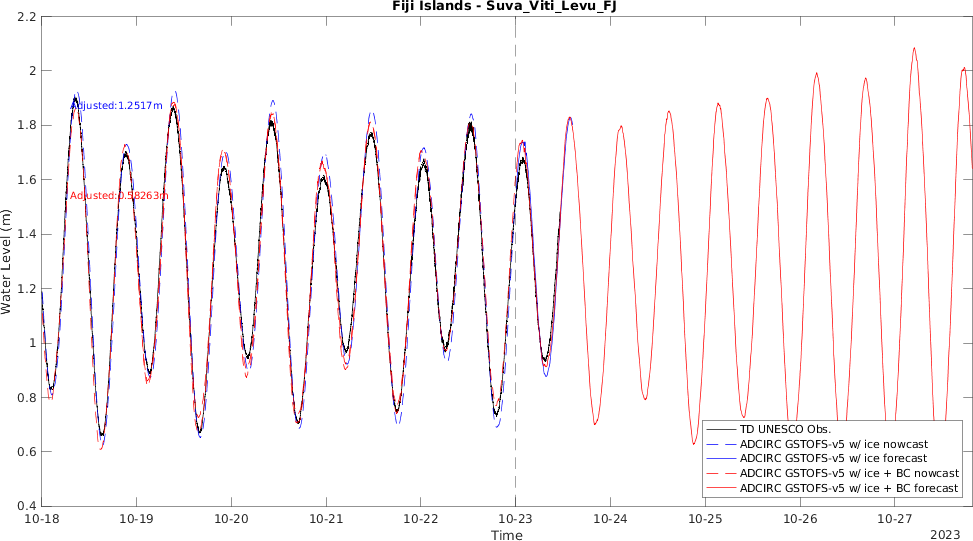 Fiji Islands - Suva_Viti_Levu_FJ
2.2
2
1.8
1.6
1.4
1.2
1
0.8
0.6
0.4
Water Level (m)
Adjusted:1.2517m
Adjusted:0.58263m
TD UNESCO Obs.
ADCIRC GSTOFS-v5 w/ ice nowcast
ADCIRC GSTOFS-v5 w/ ice forecast
ADCIRC GSTOFS-v5 w/ ice + BC nowcast
ADCIRC GSTOFS-v5 w/ ice + BC forecast
10-18 10-19 10-20 10-21 10-22 10-23 10-24 10-25 10-26 10-27
Time
2023